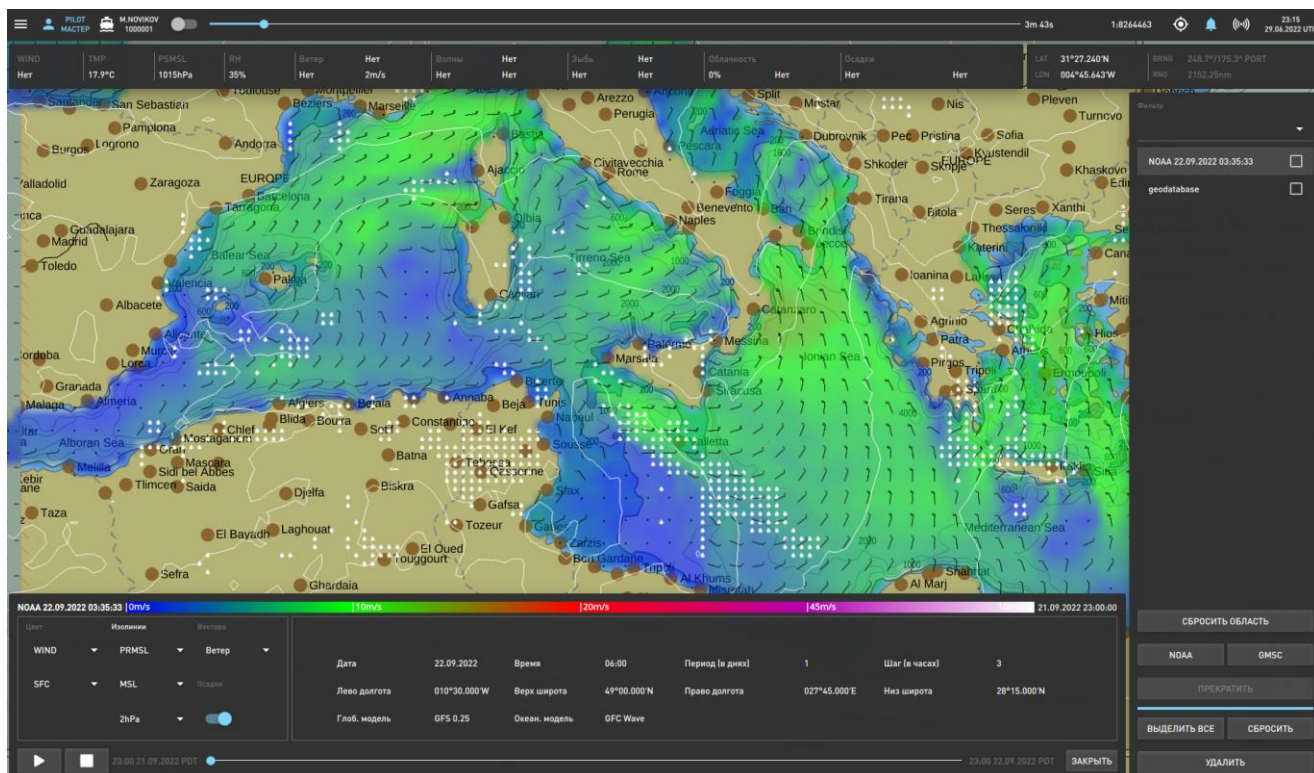 PILOT M.NOVIKOV 3m 43s 1:8264463 23:15
МАСТЕР 1000001 29.06.2022 UTC
WIND TMP PSMSL RH Ветер Нет Волны Нет Зыбь Нет Облачность Осадки LAT 31°27.240'N BRNG 248.7°/175.3° PORT
Нет 17.9°C 1015hPa 35% Нет 2m/s Нет Нет Нет Нет 0% Нет Нет Нет LON 004°45.643'W RNG 2152.25nm
Фильтр
NOAA 22.09.2022 03:35:33
geodatabase
Santander San Sebastian Toulouse Beziers Marseille Arezzo Split Mostar Nis Pleven
Pamplona Perugia Adriatic Sea Turnovo
Burgos Logrono Andorra Bastia Pescara Dubrovnik Pec Pristina Sofia
Ajaccio Civitavecchia Rome Shkoder Skopje Kyustendil
EUROPE EUROPE Khaskovo
Zaragoza Barcelona Foggia Tirana
Tarragona Olbia Benevento Bari Bitola Seres Xanthi
Guadalajara Naples Brindisi Thessaloniki
Madrid Lecce Katerini
Toledo Balear Sea Tirreno Sea Ioanina Larisa
Valencia Palma
Albacete Cagliari Catanzaro Agrinio Chalkida
Alicante Palermo Messina Patra
Lorca Marsala Ionian Sea Pirgos Tripoli
Granada Catania Ermoupoli
Malaga Almeria Bizerte Siracusa
Algiers Bejaia Annaba Beja Tunis
Chlef Blida Bouira Setif Constantine El Kef Nabeul Valletta
Alboran Sea Mostaganem Sousse
Melilla Oran Batna Tebessa Kasserine
Mascara Sidi bel Abbes
Tlimcen Saida Biskra Sfax
Taza Djelfa Gafsa Mediterranean Sea
El Bayadh Laghouat Tozeur Gabes
El Oued Zarzis
Touggourt Ben Gardane Tripoli
Sefra Ghardaia Al Khums Al Marj Shahhat
NOAA 22.09.2022 03:35:33 |0m/s |10m/s |20m/s |45m/s 21.09.2022 23:00:00
Цвет Изолинии Вектора
WIND PRMSL Ветер
SFC MSL Осадки
2hPa
Дата 22.09.2022 Время 06:00 Период (в днях) 1 Шаг (в часах) 3
Лево долгота 010°30.000'W Верх широта 49°00.000'N Право долгота 027°45.000'E Низ широта 28°15.000'N
Глоб. модель GFS 0.25 Океан. модель GFC Wave
23:00 21.09.2022 PDT 23:00 22.09.2022 PDT ЗАКРЫТЬ
СБРОСИТЬ ОБЛАСТЬ
NOAA GMSC
ПРЕКРАТИТЬ
ВЫДЕЛИТЬ ВСЕ СБРОСИТЬ
УДАЛИТЬ